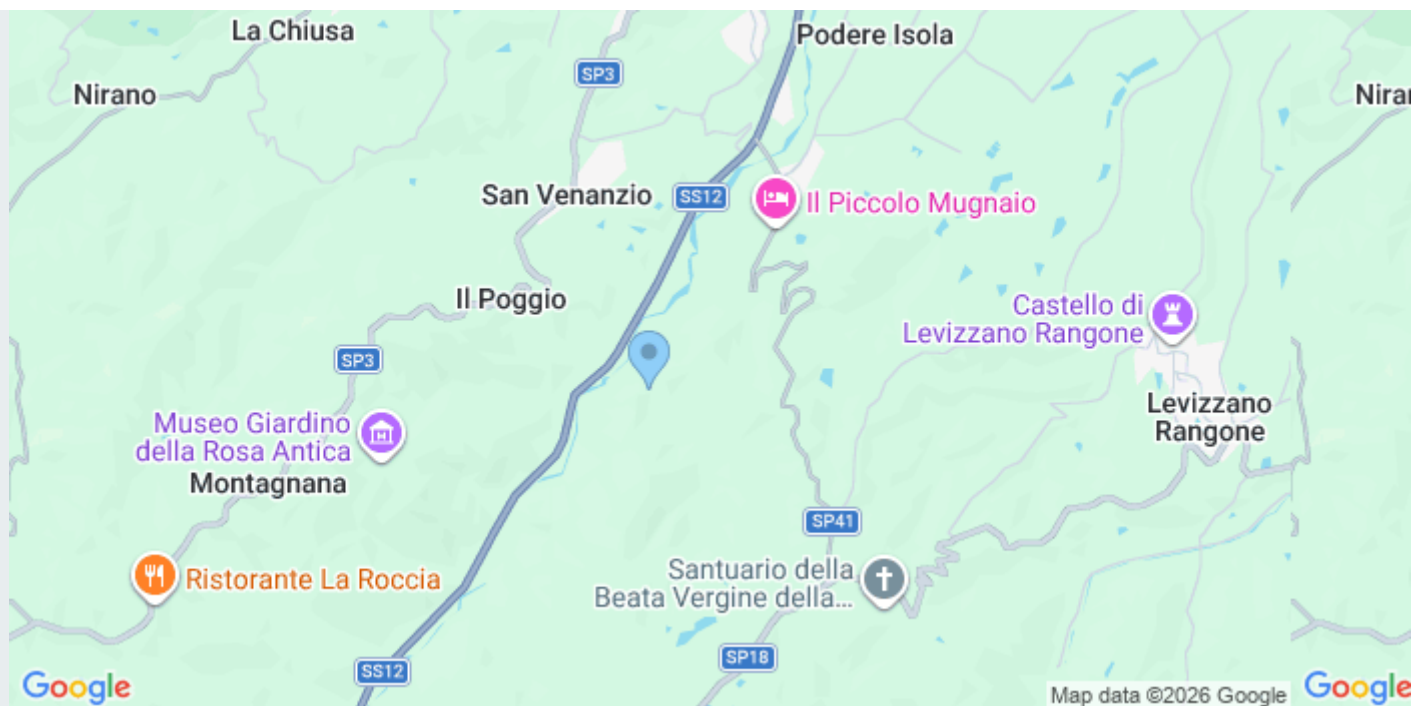 La Chiusa
Podere Isola
SP3
Nirano
Nirar
San Venanzio
SS12
Il Piccolo Mugnaio
Il Poggio
Castello di
Levizzano Rangone
SP3
Museo Giardino
della Rosa Antica
Levizzano
Rangone
Montagnana
SP41
Ristorante La Roccia
Santuario della
Beata Vergine della...
SP18
SS12
Google
Map data ©2026 Google
Google